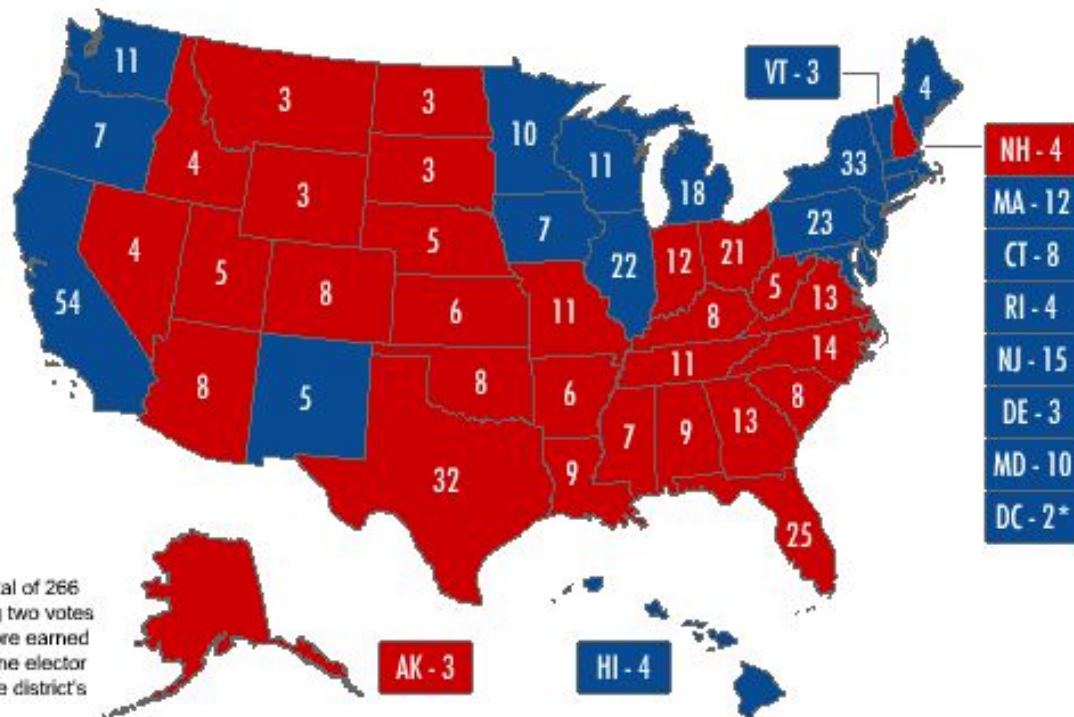 11
3
3
VT - 3
4
7
10
4
3
11
33
NH - 4
3
18
MA - 12
4
5
7
23
5
CT - 8
22
12
21
5
13
54
8
6
11
RI - 4
8
14
NJ - 15
11
8
5
8
6
8
DE - 3
7
9
13
MD - 10
32
9
DC - 2*
25
of 266
two votes
earned
elector
district's
AK - 3
HI - 4